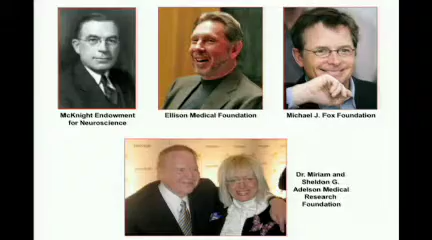 McKnight Endowment
for Neuroscience
Ellison Medical Foundation
Michael J. Fox Foundation
Dr. Miriam and
Sheldon G.
Adelson Medical
Research
Foundation